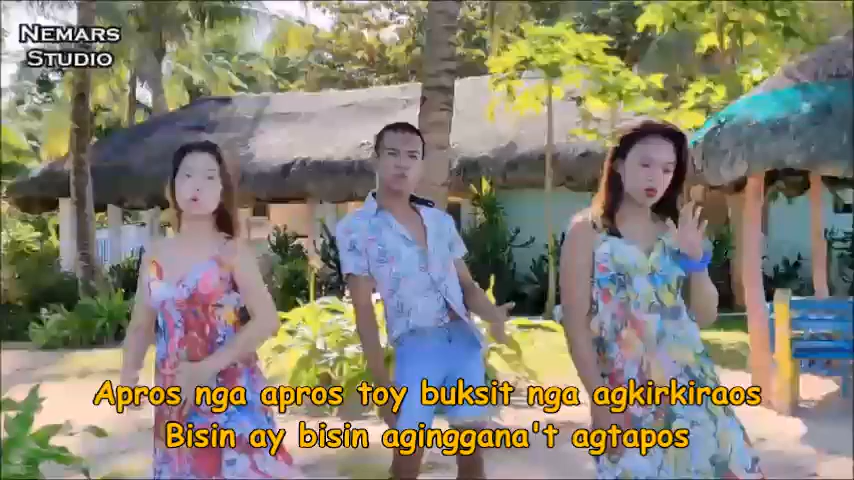 NEMARS
STUDIO
Apros nga apros toy buksit nga agkirkiraos
Bisin ay bisin aginggana't agtapos